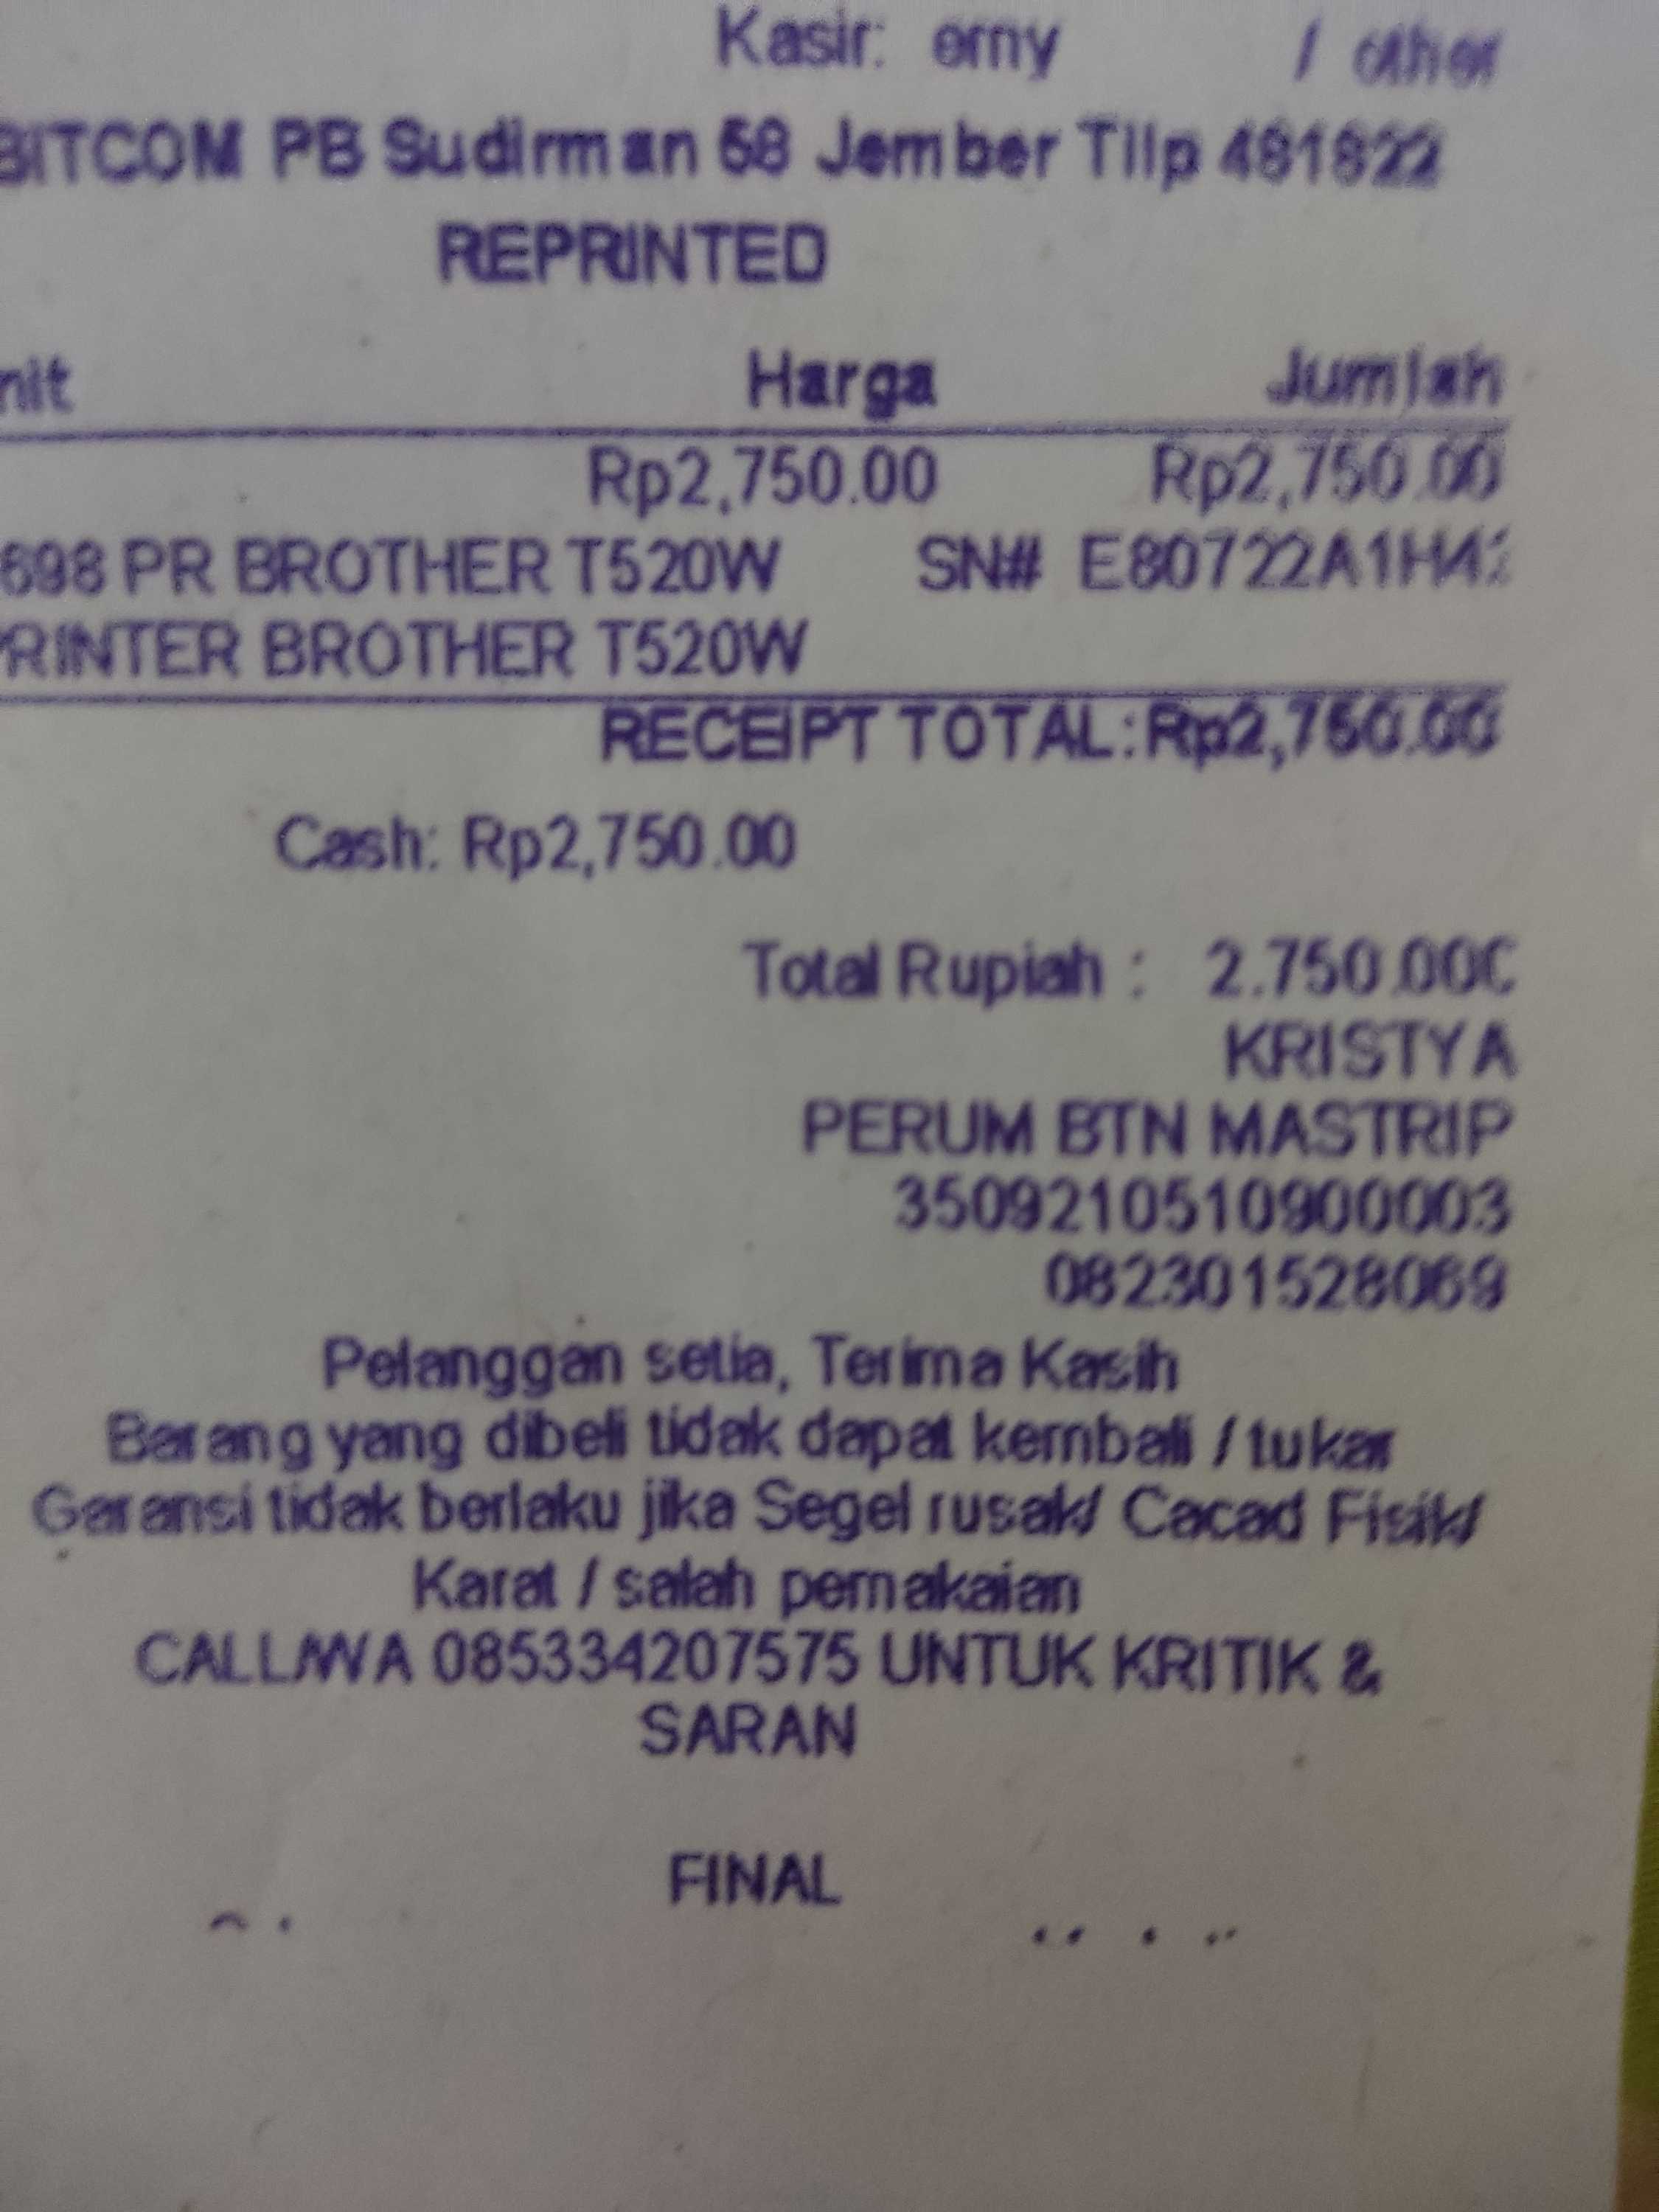 Kasir: erny / other
BITCOM PB Sudirman 58 Jember Tllp 481822
REPRINTED
nit Harga Jumlah
Rp2,750.00 Rp2,750.00
698 PR BROTHER T520W SN# E80722A1H4
PRINTER BROTHER T520W
RECEIPT TOTAL: Rp2,750.00
Cash: Rp2,750.00
Total Rupiah : 2.750.000
KRISTYA
PERUM BTN MASTRIP
3509210510900003
082301528069
Pelanggan setia, Terima Kasih
Barang yang dibeli tidak dapat kembali / tukar
Garansi tidak berlaku jika Segel rusak/ Cacad Fisik/
Karat / salah pemakaian
CALL/WA 085334207575 UNTUK KRITIK &
SARAN
FINAL